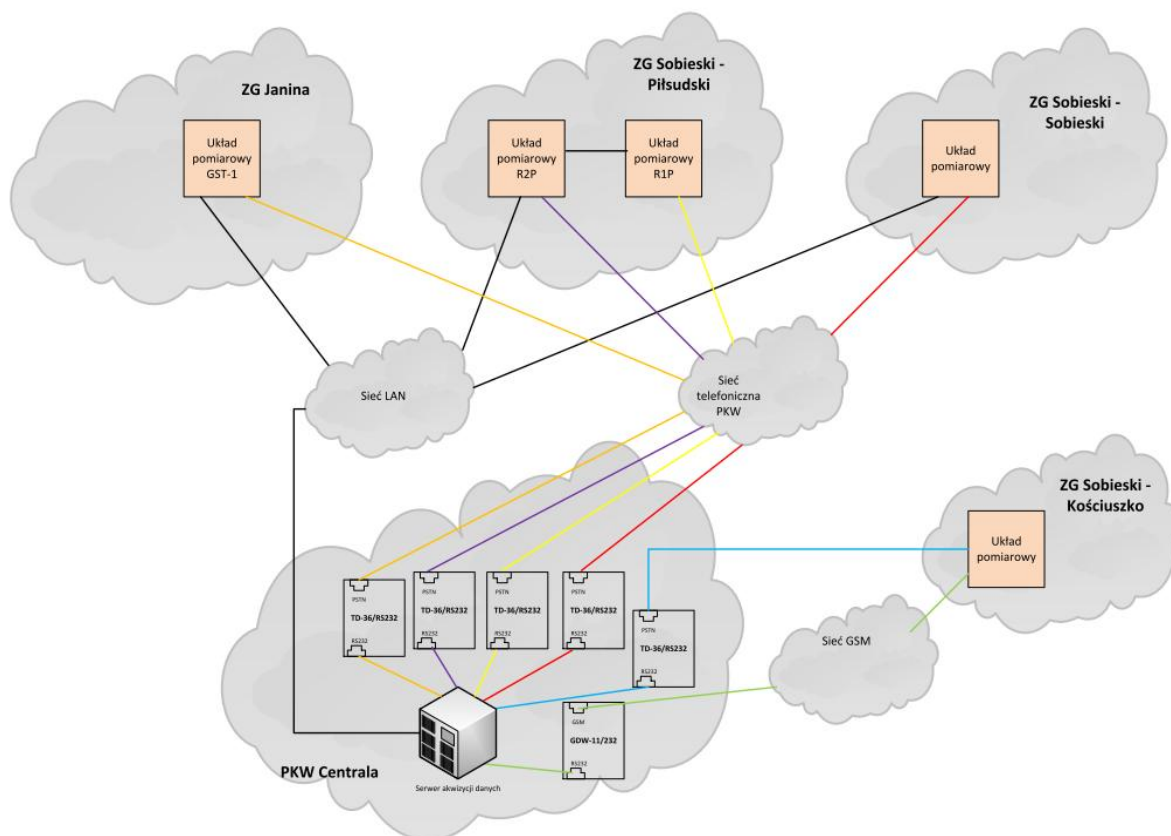 ZG Janina
Układ
pomiarowy
GST-1
ZG Sobieski -
Piłsudski
Układ
pomiarowy
R2P
Układ
pomiarowy
R1P
ZG Sobieski -
Sobieski
Układ
pomiarowy
Sieć LAN
Sieć
telefoniczna
PKW
ZG Sobieski -
Kościuszko
Układ
pomiarowy
Sieć GSM
PSTN
TD-36/RS232
RS232
PSTN
TD-36/RS232
RS232
PSTN
TD-36/RS232
RS232
PSTN
TD-36/RS232
RS232
PSTN
TD-36/RS232
RS232
GSM
GDW-11/232
RS232
PKW Centrala
Serwer akwizycji danych